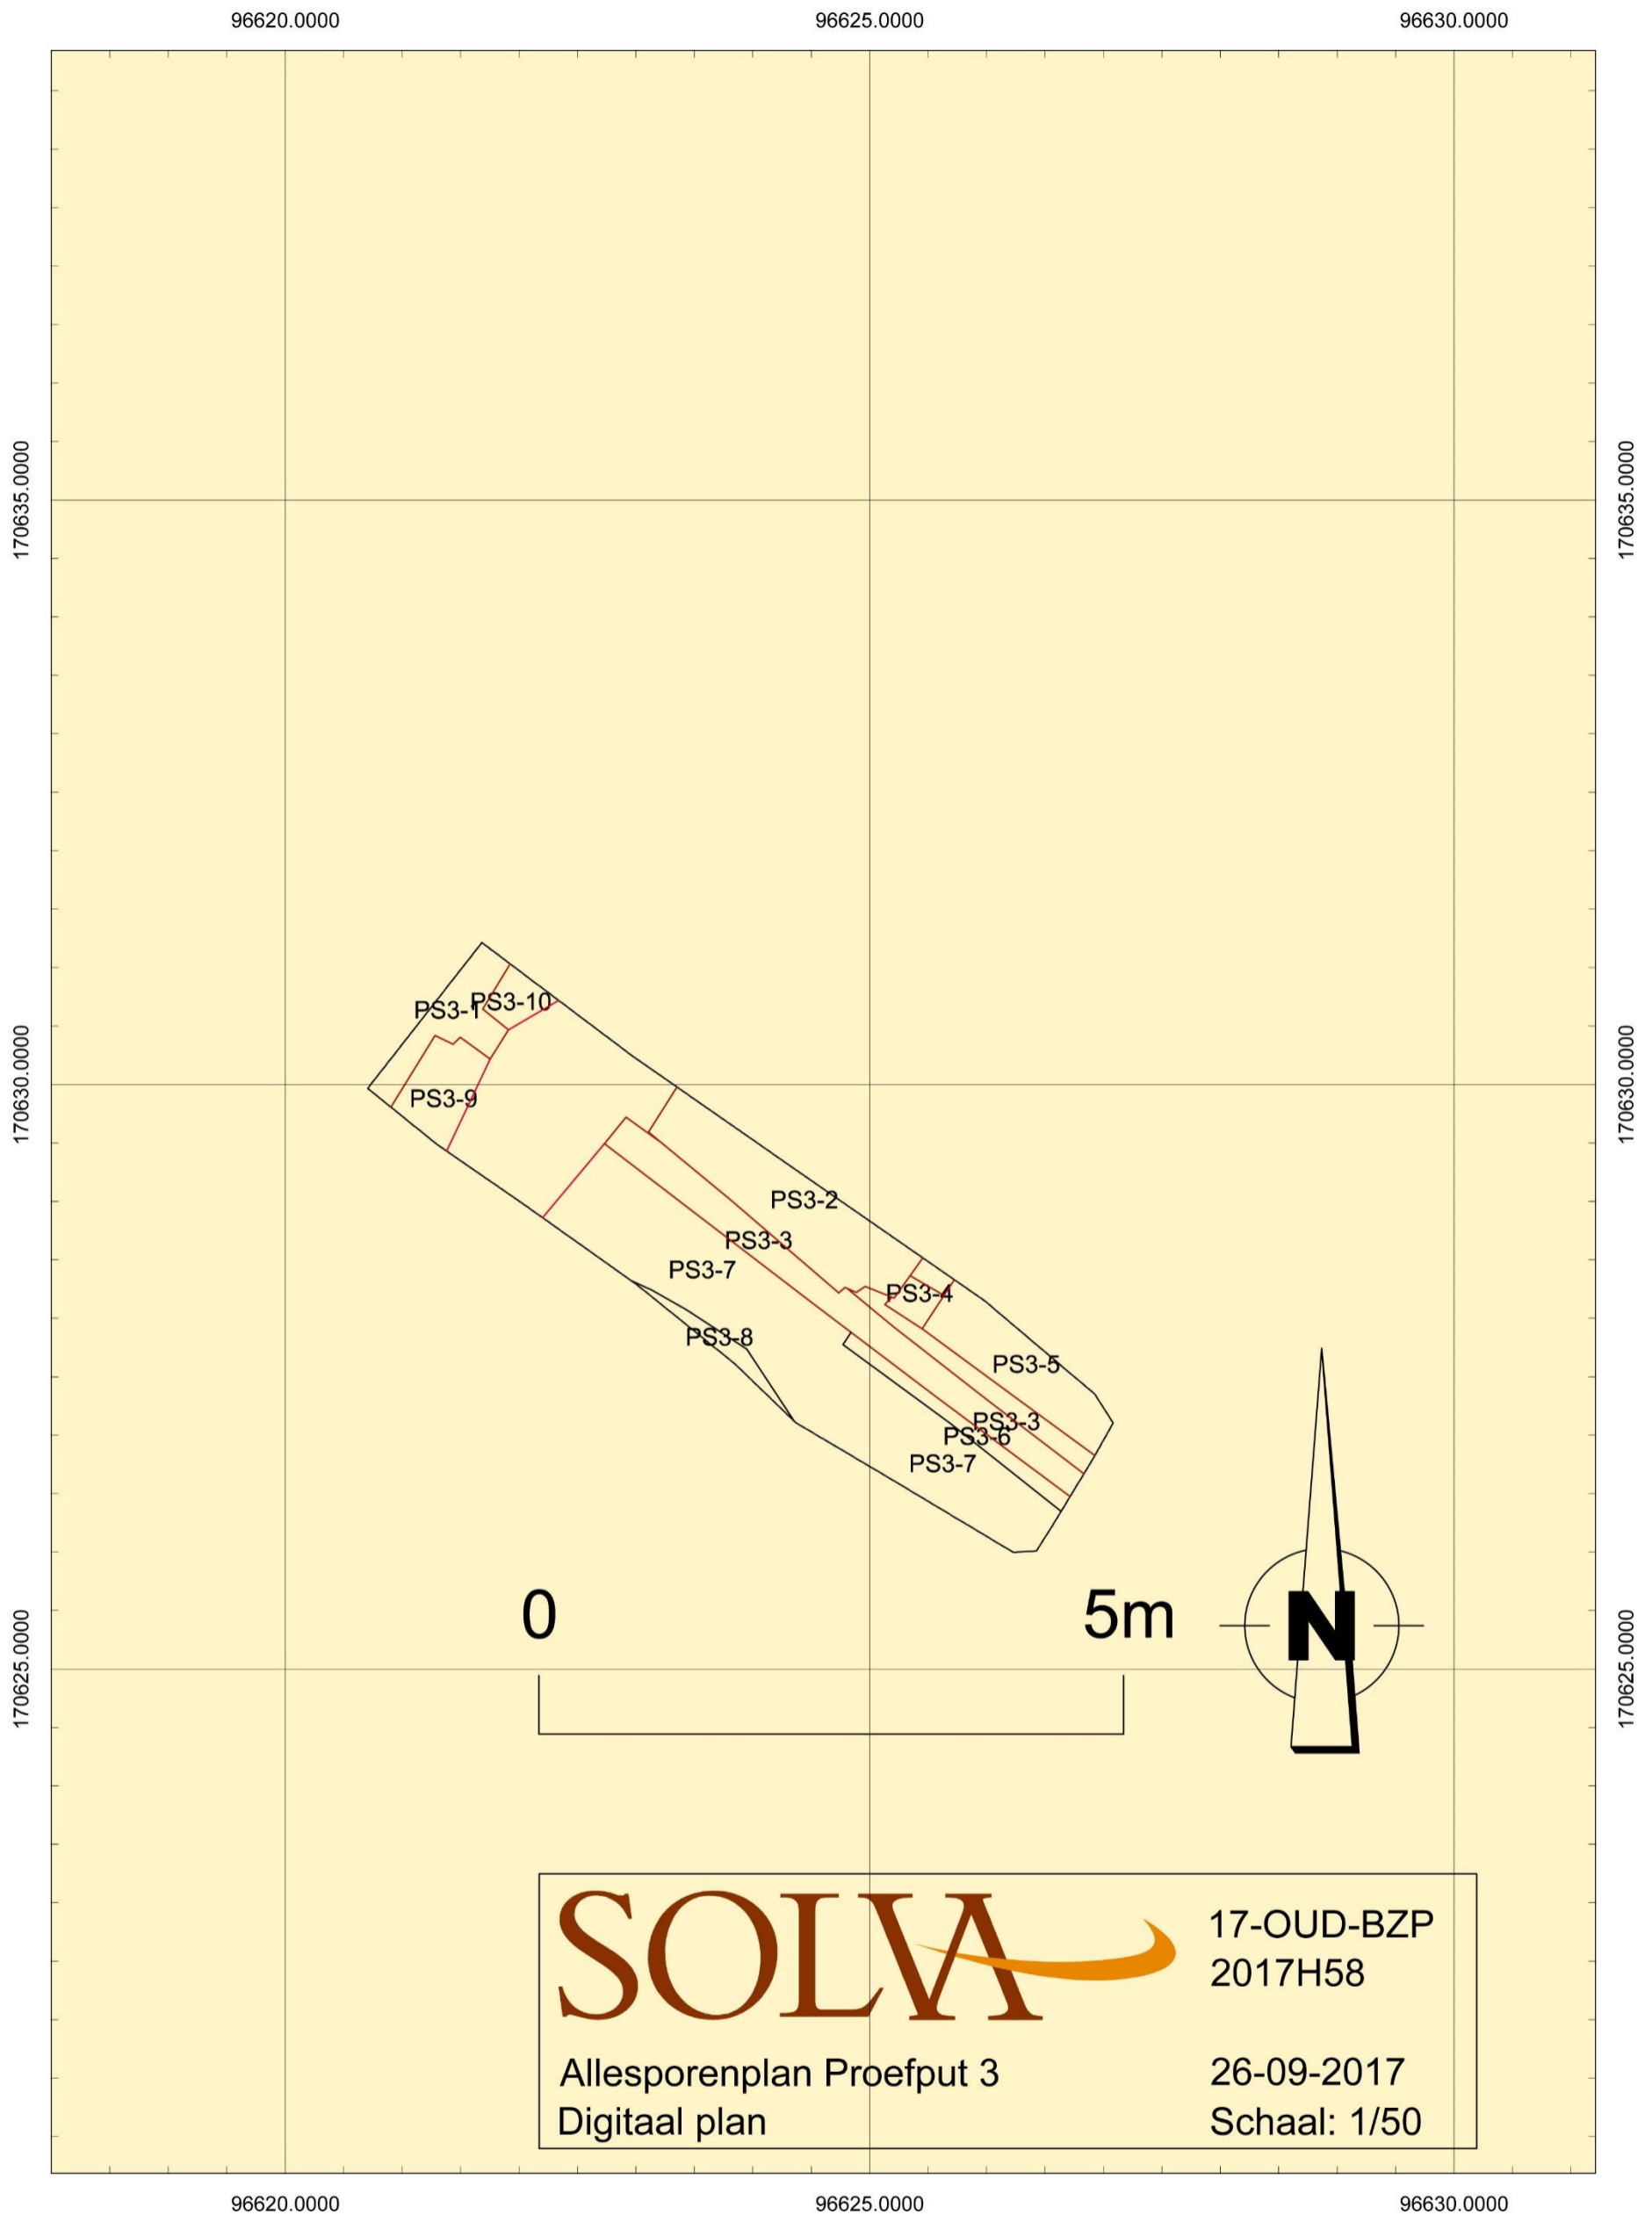 96620.0000 96625.0000 96630.0000
170635.0000 170635.0000
PS3-1 PS3-10
170630.0000 170630.0000
PS3-9
PS3-2
PS3-3
PS3-7
PS3-4
PS3-8
PS3-5
PS3-3
PS3-6
PS3-7
0 5m
N
170625.0000 170625.0000
SOLVA
17-OUD-BZP
2017H58
Allesporenplan Proefput 3
26-09-2017
Digitaal plan
Schaal: 1/50
96620.0000 96625.0000 96630.0000